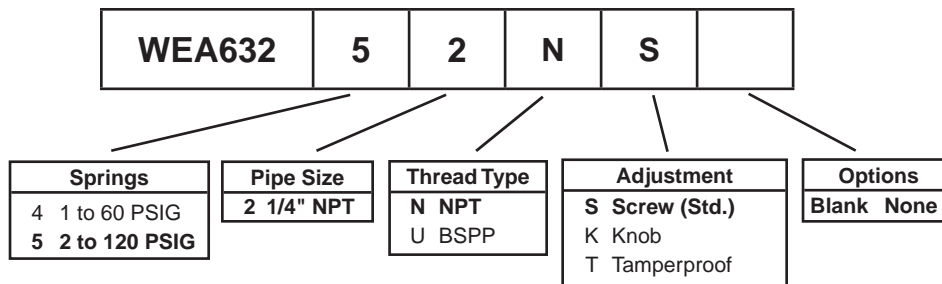 WEA632 5 2 N S
Springs
4 1 to 60 PSIG
5 2 to 120 PSIG
Pipe Size
2 1/4" NPT
Thread Type
N NPT
U BSPP
Adjustment
S Screw (Std.)
K Knob
T Tamperproof
Options
Blank None